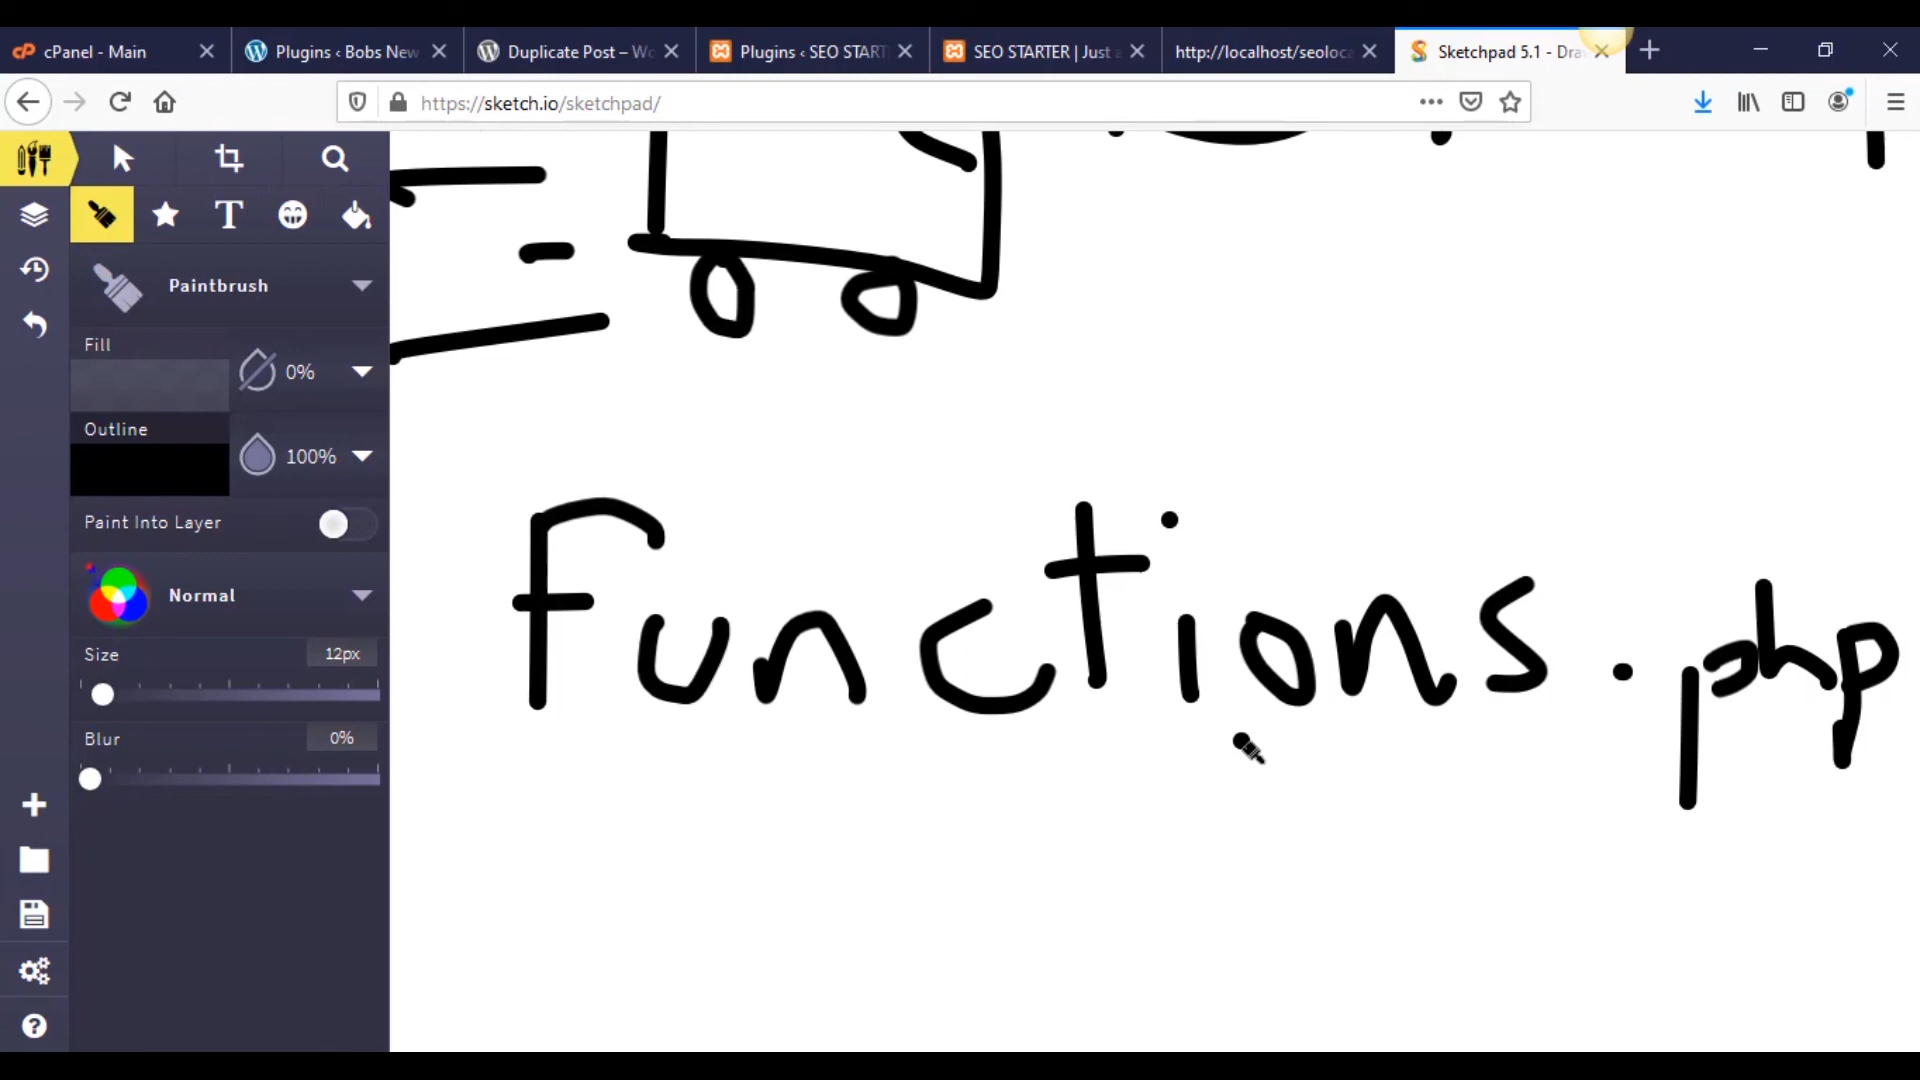 cPanel - Main
Plugins ‹ Bobs New
Duplicate Post – Wo
Plugins ‹ SEO START
SEO STARTER | Just a
http://localhost/seoloca
Sketchpad 5.1 - Dra
https://sketch.io/sketchpad/
T
Paintbrush
Fill
0%
Outline
100%
Paint Into Layer
Normal
Size
12px
Blur
0%
functions.php